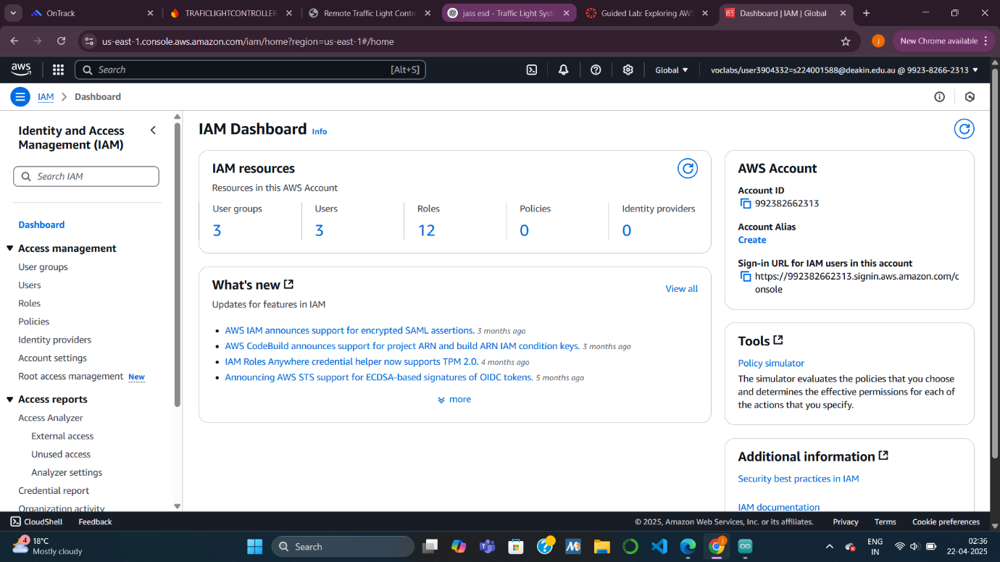 OnTrack
TRAFICLIGHTCONTROLLER
Remote Traffic Light Contr
jass esd - Traffic Light Syst
Guided Lab: Exploring AWS
Dashboard | IAM | Global
us-east-1.console.aws.amazon.com/iam/home?region=us-east-1#/home
j
New Chrome available
aws
Search
[Alt+S]
Global
voclabs/user3904332=s224001588@deakin.edu.au @ 9923-8266-2313
IAM
Dashboard
Identity and Access
Management (IAM)
Search IAM
Dashboard
Access management
User groups
Users
Roles
Policies
Identity providers
Account settings
Root access management New
Access reports
Access Analyzer
External access
Unused access
Analyzer settings
Credential report
Organization activity
IAM Dashboard Info
IAM resources
Resources in this AWS Account
User groups
3
Users
3
Roles
12
Policies
0
Identity providers
0
What's new
View all
Updates for features in IAM
AWS IAM announces support for encrypted SAML assertions. 3 months ago
AWS CodeBuild announces support for project ARN and build ARN IAM condition keys. 3 months ago
IAM Roles Anywhere credential helper now supports TPM 2.0. 4 months ago
Announcing AWS STS support for ECDSA-based signatures of OIDC tokens. 5 months ago
more
AWS Account
Account ID
992382662313
Account Alias
Create
Sign-in URL for IAM users in this account
https://992382662313.signin.aws.amazon.com/c
onsole
Tools
Policy simulator
The simulator evaluates the policies that you choose
and determines the effective permissions for each of
the actions that you specify.
Additional information
Security best practices in IAM
IAM documentation
CloudShell
Feedback
© 2025, Amazon Web Services, Inc. or its affiliates.
Privacy
Terms
Cookie preferences
4
18°C
Mostly cloudy
Search
j
ENG
IN
02:36
22-04-2025